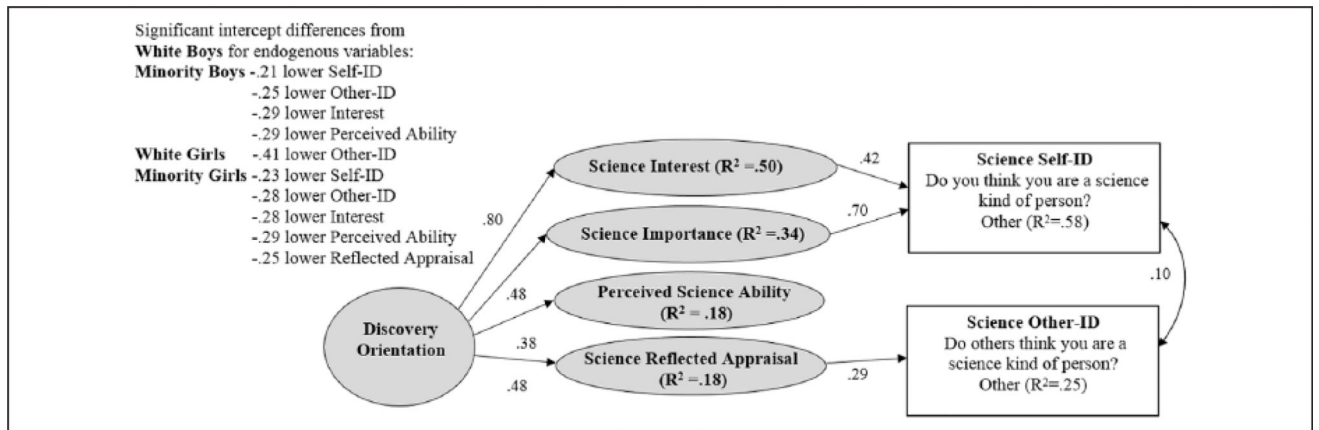 Significant intercept differences from
White Boys for endogenous variables:
Minority Boys -.21 lower Self-ID
-.25 lower Other-ID
-.29 lower Interest
-.29 lower Perceived Ability
White Girls -.41 lower Other-ID
Minority Girls -.23 lower Self-ID
-.28 lower Other-ID
-.28 lower Interest
-.29 lower Perceived Ability
-.25 lower Reflected Appraisal
Discovery
Orientation
.80
.48
.38
.48
Science Interest (R² =.50)
Science Importance (R² =.34)
Perceived Science Ability
(R² = .18)
Science Reflected Appraisal
(R² =.18)
.42
.70
.29
Science Self-ID
Do you think you are a science
kind of person?
Other (R²=.58)
.10
Science Other-ID
Do others think you are a
science kind of person?
Other (R²=.25)